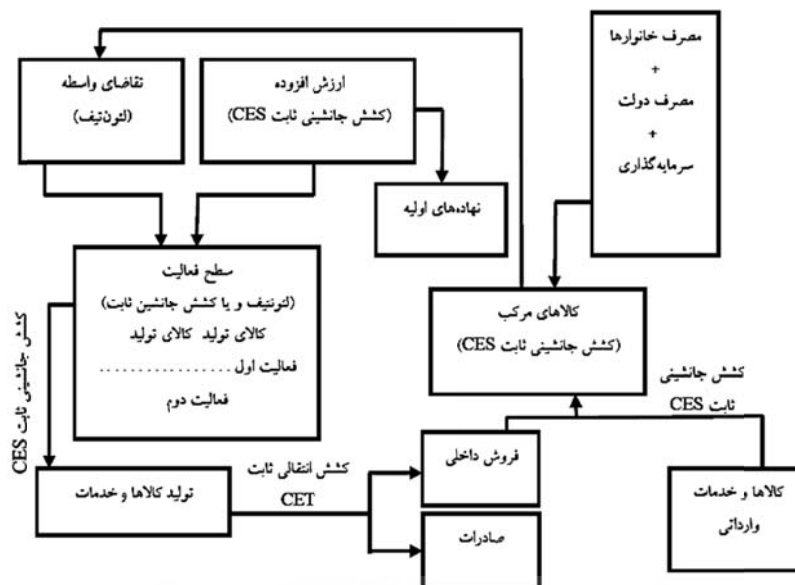 مصرف خانوارها
+
مصرف دولت
+
سرمایه‌گذاری
ارزش افزوده
(کشش جانشینی ثابت CES)
تقاضای واسطه
(لئون‌تیف)
نهاده‌های اولیه
سطح فعالیت
(لئونتیف و یا کشش جانشین ثابت)
کالای تولید کالای تولید
فعالیت اول..................
فعالیت دوم
کالاهای مرکب
(کشش جانشینی ثابت CES)
کشش جانشینی
ثابت CES
کشش جانشینی ثابت CES
تولید کالاها و خدمات
کشش انتقالی ثابت
CET
فروش داخلی
صادرات
کالاها و خدمات
وارداتی